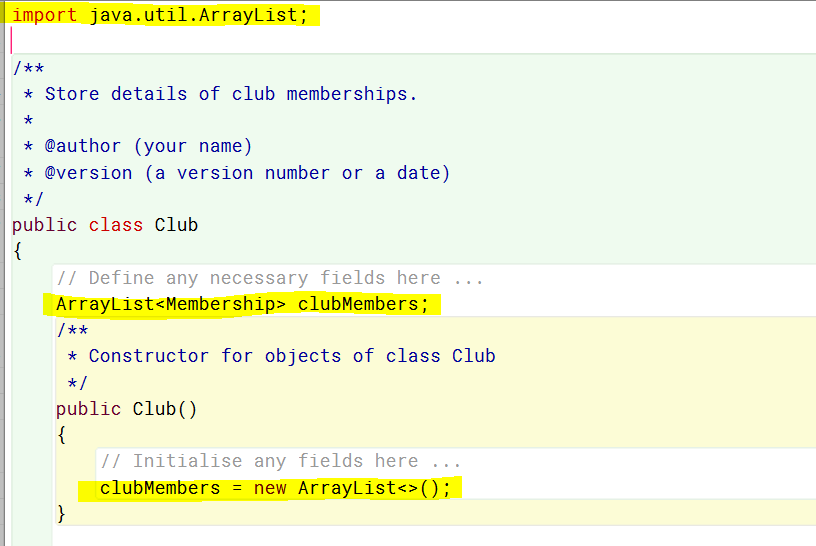 import java.util.ArrayList;
/**
 * Store details of club memberships.
 *
 * @author (your name)
 * @version (a version number or a date)
 */
public class Club
{
    // Define any necessary fields here ...
    ArrayList<Membership> clubMembers;
    /**
     * Constructor for objects of class Club
     */
    public Club()
    {
        // Initialise any fields here ...
        clubMembers = new ArrayList<>();
    }